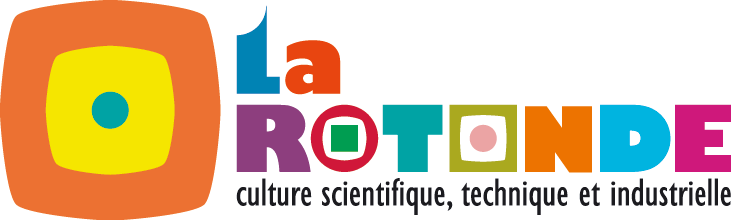 La
ROTONDE
culture scientifique, technique et industrielle